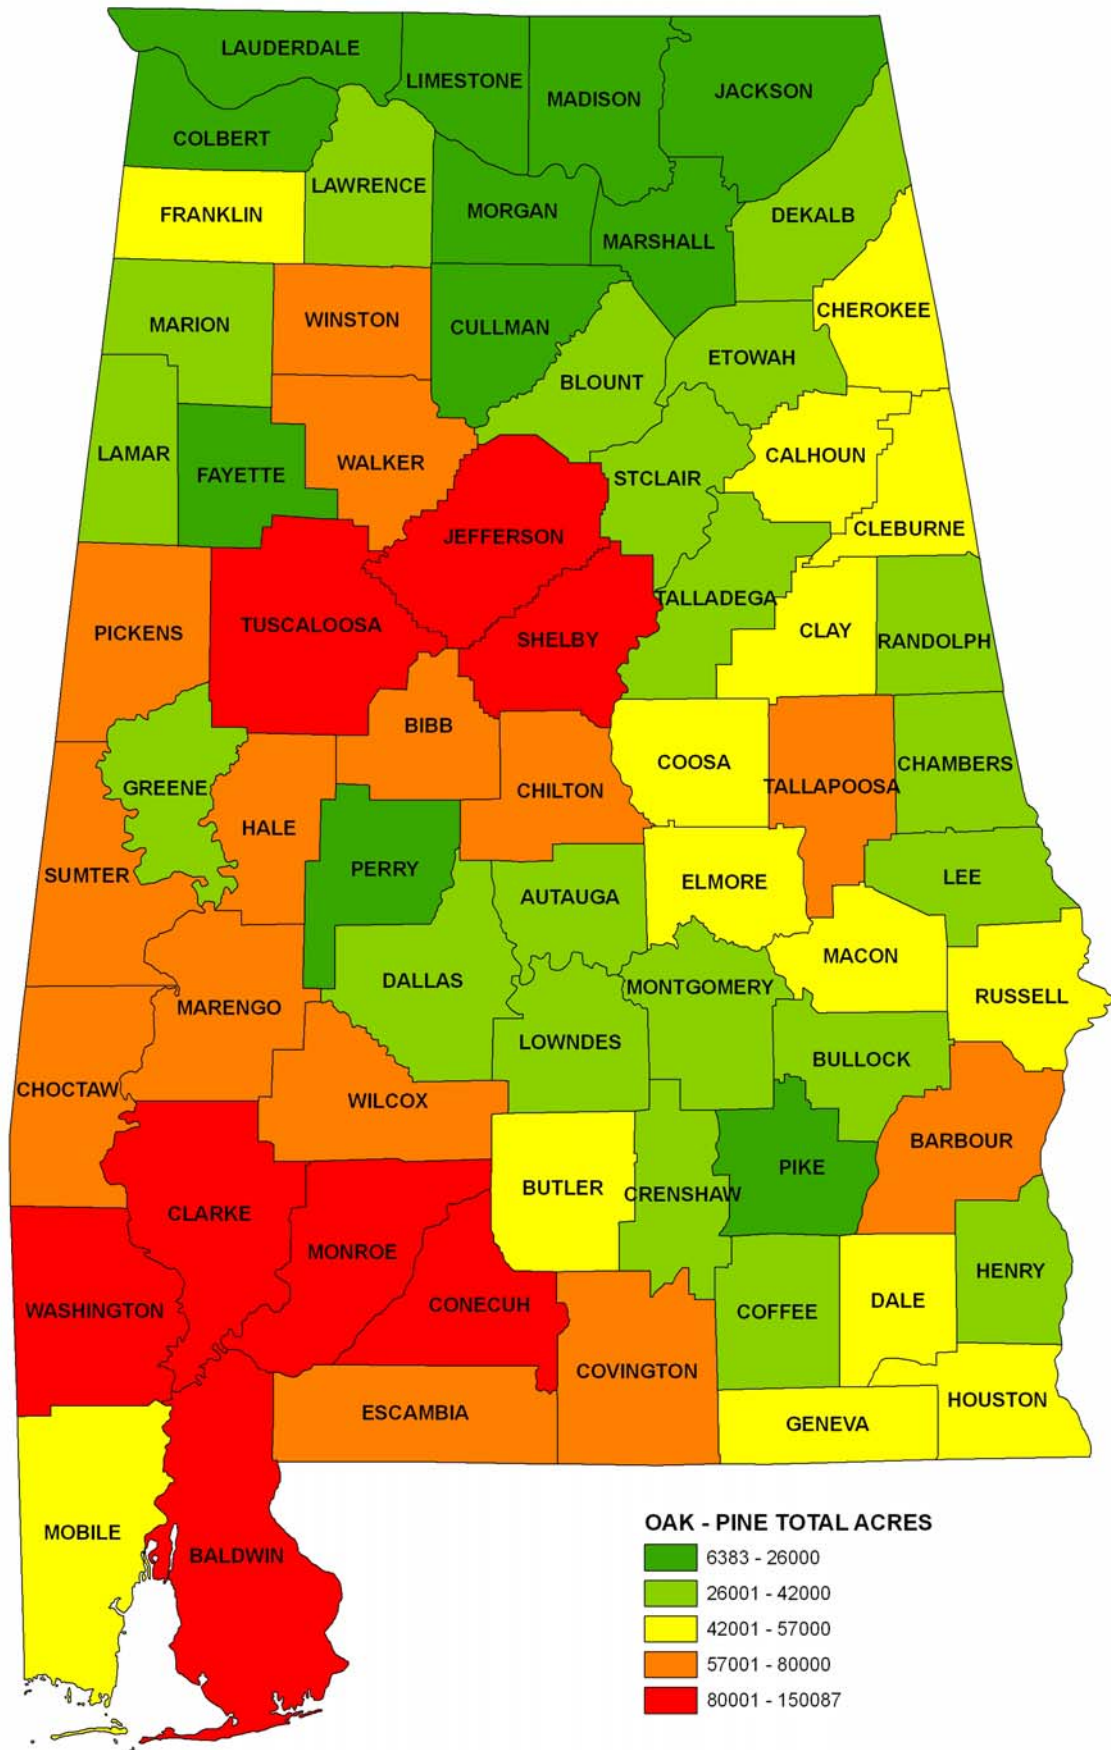 LAUDERDALE
LIMESTONE
MADISON
JACKSON
COLBERT
LAWRENCE
FRANKLIN
MORGAN
DEKALB
MARSHALL
CHEROKEE
MARION
WINSTON
CULLMAN
ETOWAH
BLOUNT
LAMAR
FAYETTE
WALKER
CALHOUN
STCLAIR
CLEBURNE
JEFFERSON
TALLADEGA
PICKENS
TUSCALOOSA
SHELBY
CLAY
RANDOLPH
BIBB
COOSA
CHAMBERS
GREENE
CHILTON
TALLAPOOSA
HALE
SUMTER
PERRY
ELMORE
LEE
AUTAUGA
MACON
DALLAS
MONTGOMERY
RUSSELL
MARENGO
LOWNDES
BULLOCK
CHOCTAW
WILCOX
BARBOUR
PIKE
BUTLER
CRENSHAW
CLARKE
MONROE
HENRY
WASHINGTON
CONECUH
COFFEE
DALE
COVINGTON
ESCAMBIA
HOUSTON
GENEVA
MOBILE
BALDWIN
OAK - PINE TOTAL ACRES
6383 - 26000
26001 - 42000
42001 - 57000
57001 - 80000
80001 - 150087